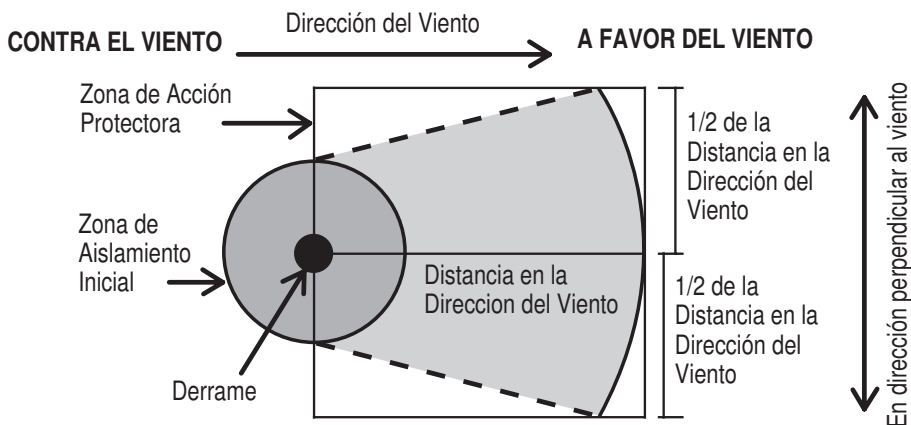 Dirección del Viento
CONTRA EL VIENTO
A FAVOR DEL VIENTO
Zona de Acción
Protectora
1/2 de la
Distancia en la
Dirección del
Viento
Zona de
Aislamiento
Inicial
Distancia en la
Direccion del Viento
1/2 de la
Distancia en la
Dirección del
Viento
Derrame
En dirección perpendicular al viento